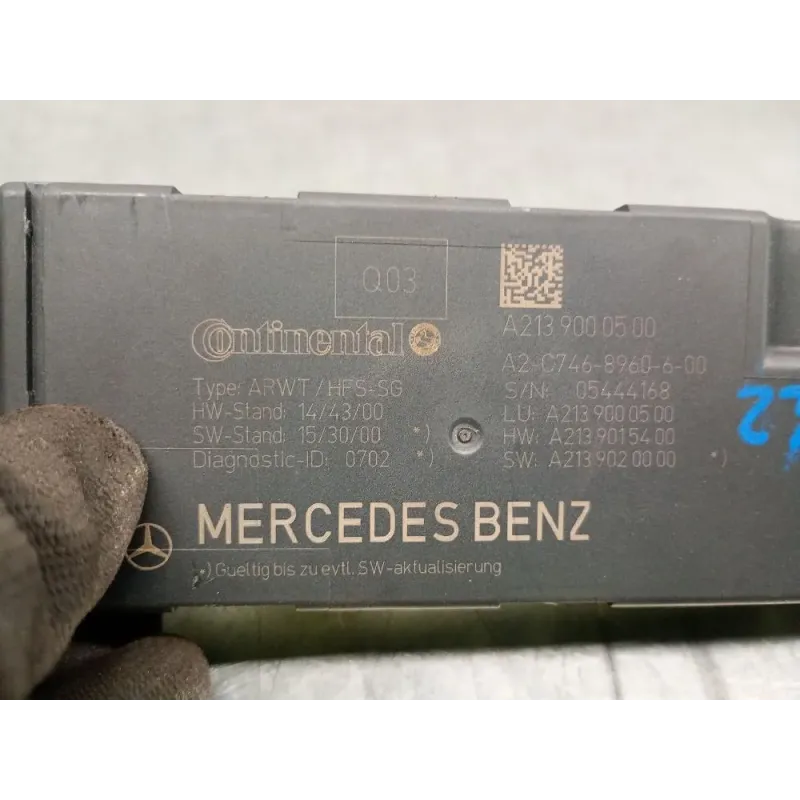 Q03
Continental
Type: ARWT/HFS-SG
HW-Stand: 14/43/00
SW-Stand: 15/30/00 *)
Diagnostic-ID: 0702 *)
A213 900 05 00
A2-C746-8960-6-00
S/N: 05444168
LU: A213 900 05 00
HW: A213 901 54 00
SW: A213 902 00 00 *)
MERCEDES BENZ
*) Gueltig bis zu evtl. SW-aktualisierung